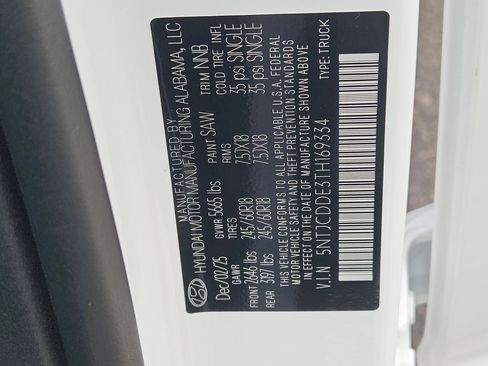 MANUFACTURED BY
HYUNDAI MOTOR MANUFACTURING ALABAMA, LLC
Dec/02/25 PAINT SAW TRIM NNB
GVWR 5665 lbs
GAWR TIRES RIMS COLD TIRE INF.
FRONT 2646 lbs 245/60R18 7.5JX18 35 psi SINGLE
REAR 3197 lbs 245/60R18 7.5JX18 35 psi SINGLE
THIS VEHICLE CONFORMS TO ALL APPLICABLE U.S.A. FEDERAL
MOTOR VEHICLE SAFETY AND THEFT PREVENTION STANDARDS
IN EFFECT ON THE DATE OF MANUFACTURE SHOWN ABOVE
V.I.N 5NTJCDDE3TH169334 TYPE: TRUCK